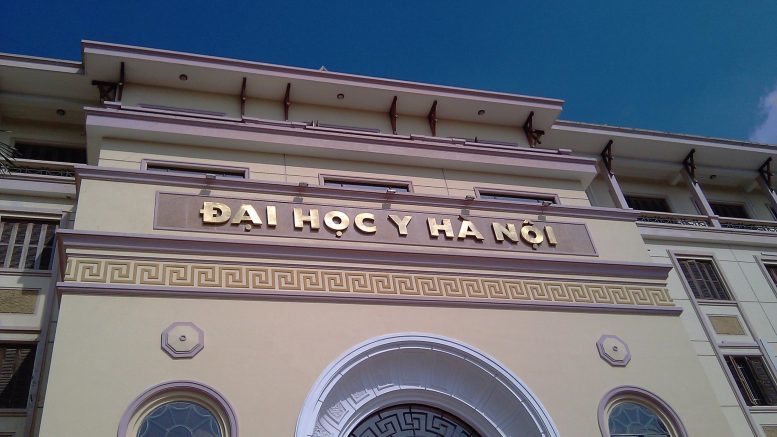 ĐẠI HỌC Y HÀ NỘI